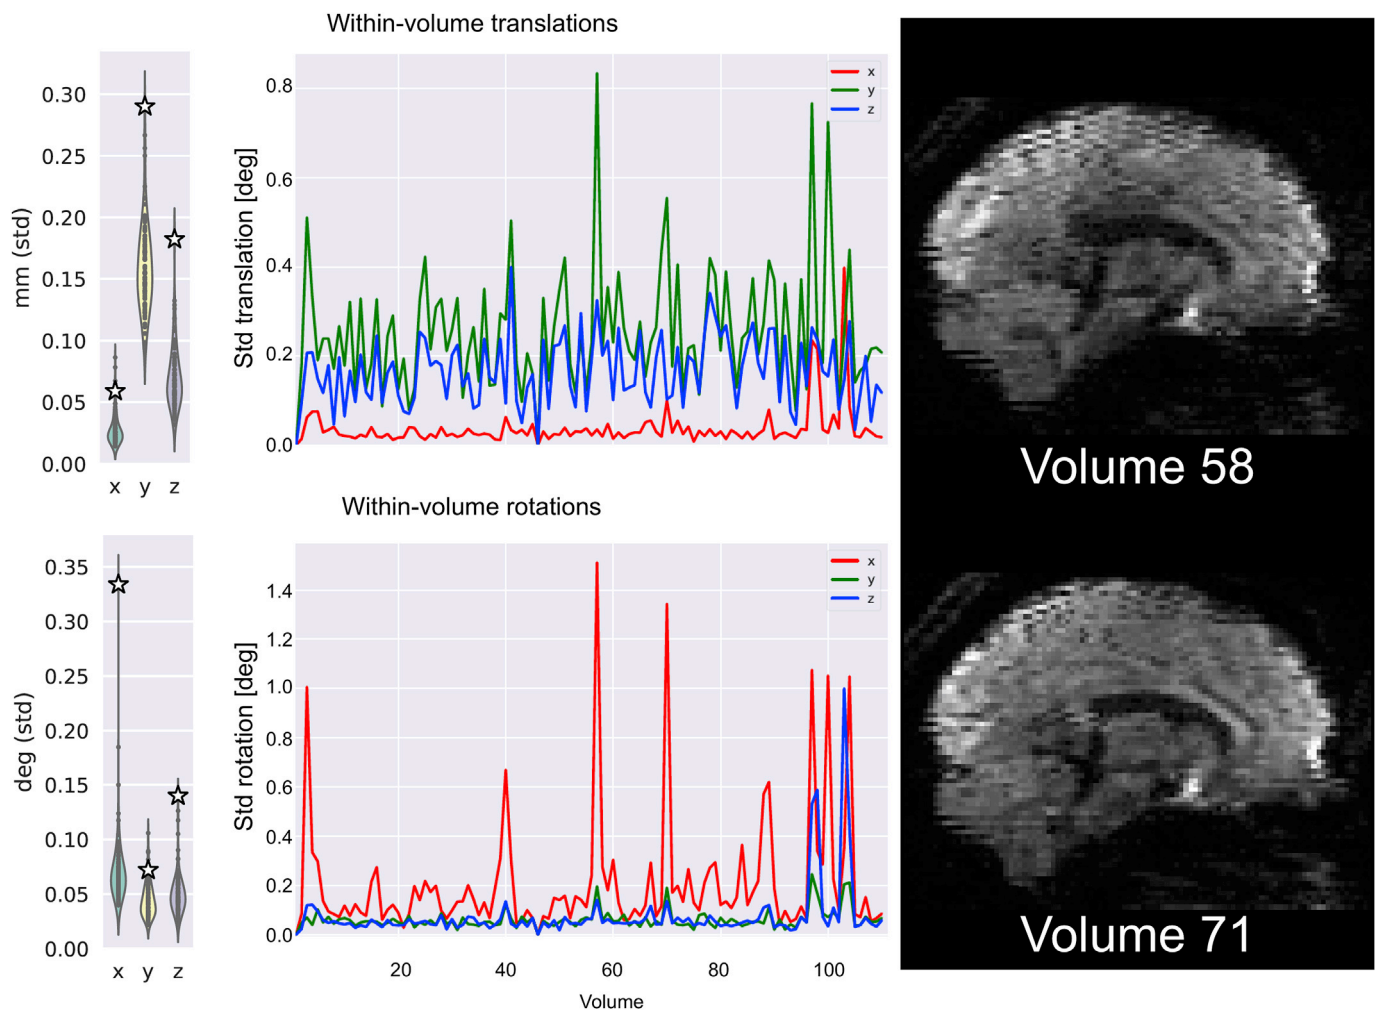 Within-volume translations
mm (std)
0.30
0.25
0.20
0.15
0.10
0.05
0.00
x y z
Std translation [deg]
0.8
0.6
0.4
0.2
0.0
x
y
z
Volume 58
Within-volume rotations
deg (std)
0.35
0.30
0.25
0.20
0.15
0.10
0.05
0.00
x y z
Std rotation [deg]
1.4
1.2
1.0
0.8
0.6
0.4
0.2
0.0
x
y
z
20 40 60 80 100
Volume
Volume 71